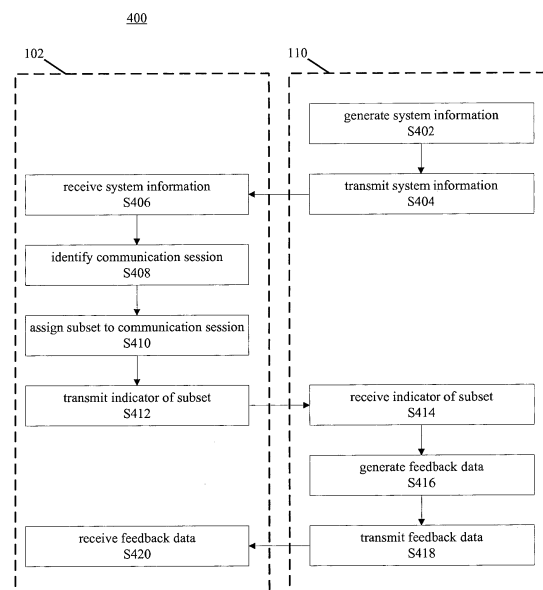 400
102
110
generate system information
S402
receive system information
S406
transmit system information
S404
identify communication session
S408
assign subset to communication session
S410
transmit indicator of subset
S412
receive indicator of subset
S414
generate feedback data
S416
receive feedback data
S420
transmit feedback data
S418